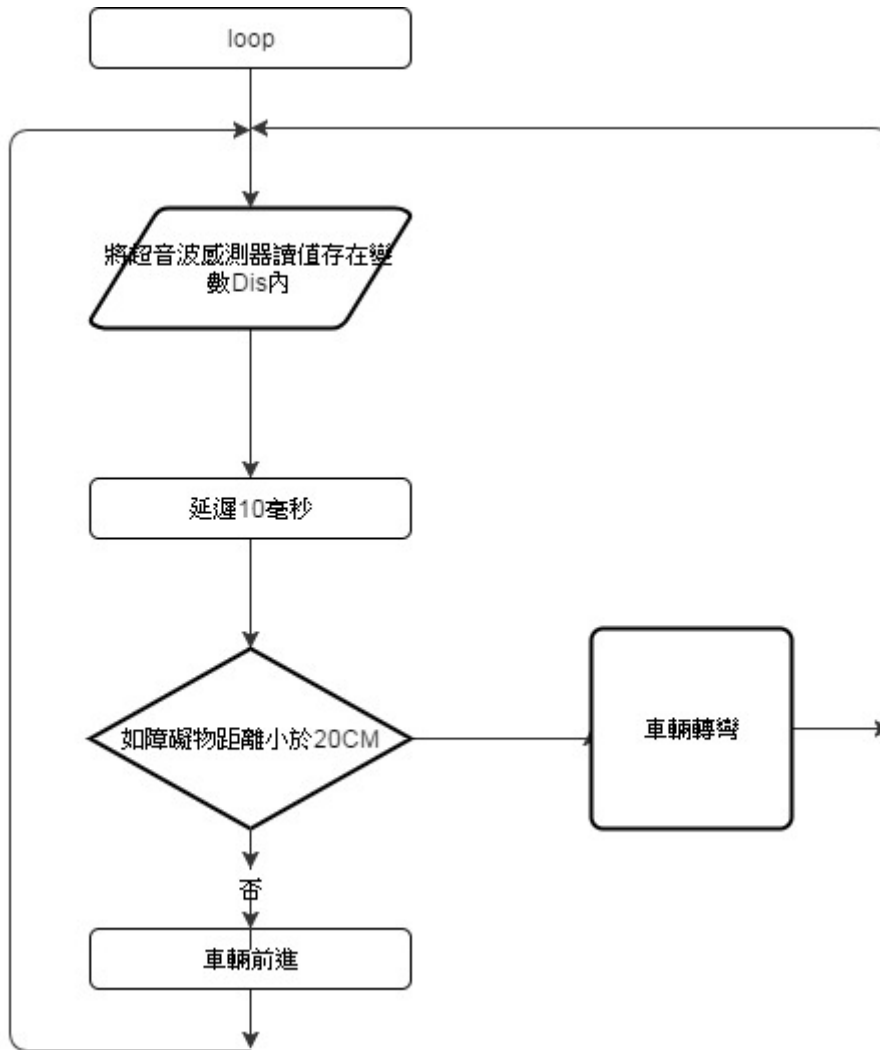 loop
將超音波感測器讀值存在變
數Dis內
延遲10毫秒
如障礙物距離小於20CM
車輛轉彎
否
車輛前進